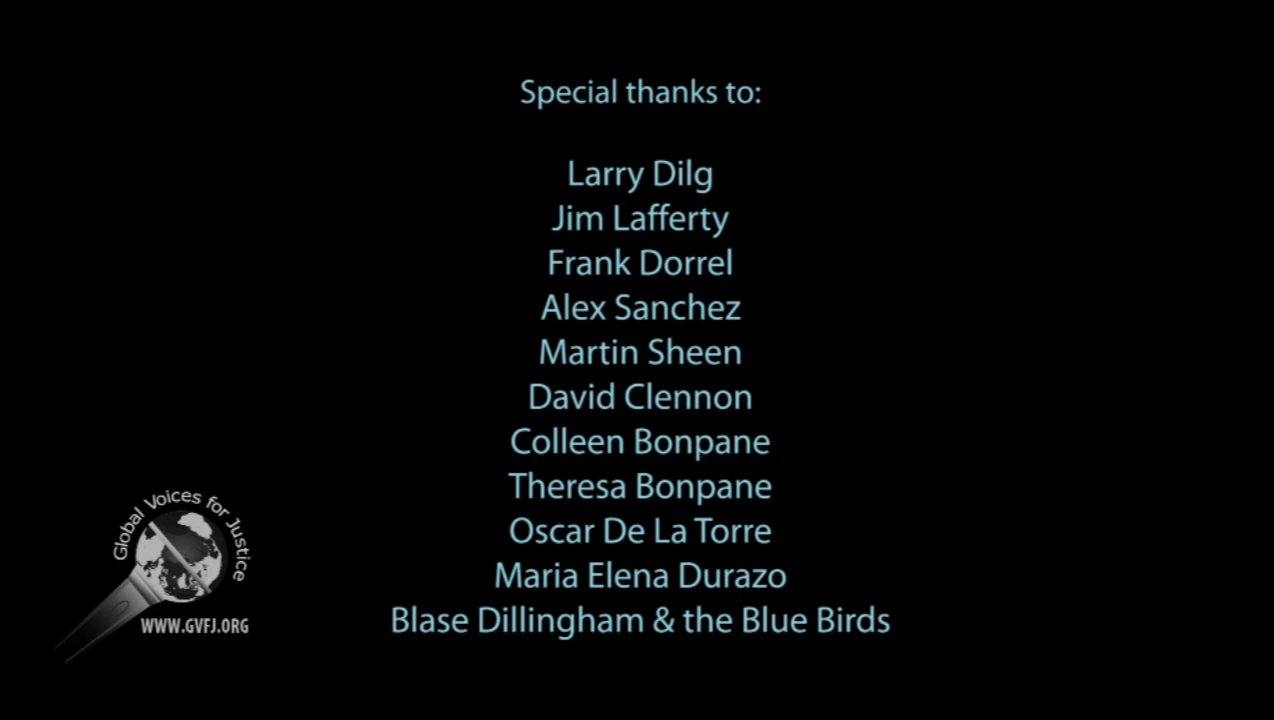 Special thanks to:
Larry Dilg
Jim Lafferty
Frank Dorrel
Alex Sanchez
Martin Sheen
David Clennon
Colleen Bonpane
Theresa Bonpane
Oscar De La Torre
Maria Elena Durazo
Blase Dillingham & the Blue Birds
Global Voices for Justice
WWW.GVFJ.ORG